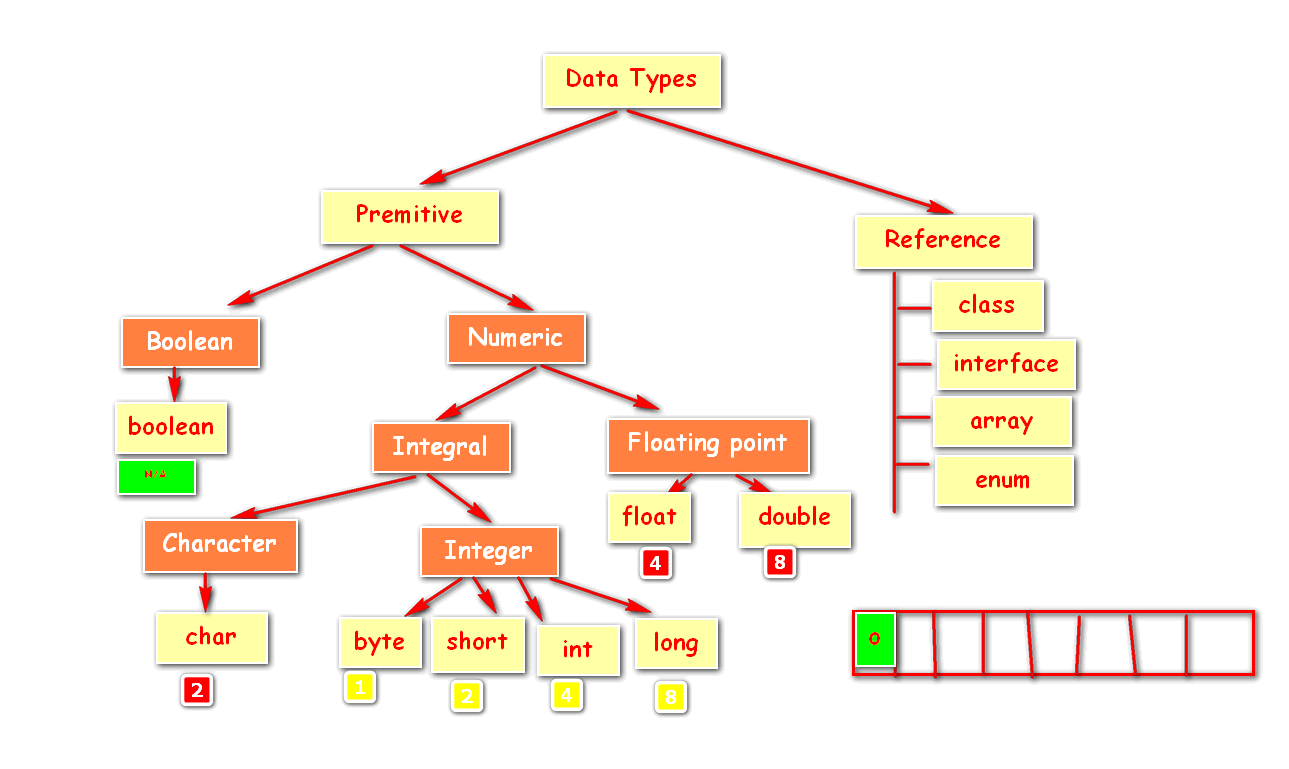 Data Types
Premitive
Reference
class
Boolean
Numeric
interface
boolean
Integral
Floating point
array
N/A
enum
float
double
Character
Integer
4
8
char
byte
short
int
long
0
2
1
2
4
8